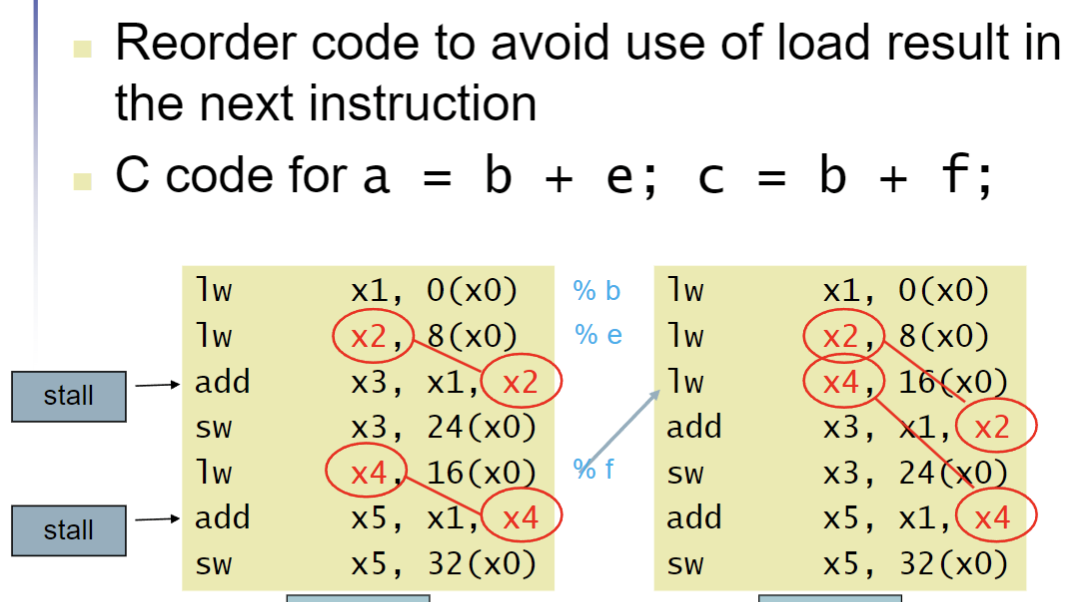 Reorder code to avoid use of load result in
the next instruction
C code for a = b + e; c = b + f;
lw x1, 0(x0) % b
lw x2, 8(x0) % e
stall add x3, x1, x2
sw x3, 24(x0)
lw x4, 16(x0) % f
stall add x5, x1, x4
sw x5, 32(x0)
lw x1, 0(x0)
lw x2, 8(x0)
lw x4, 16(x0)
add x3, x1, x2
sw x3, 24(x0)
add x5, x1, x4
sw x5, 32(x0)